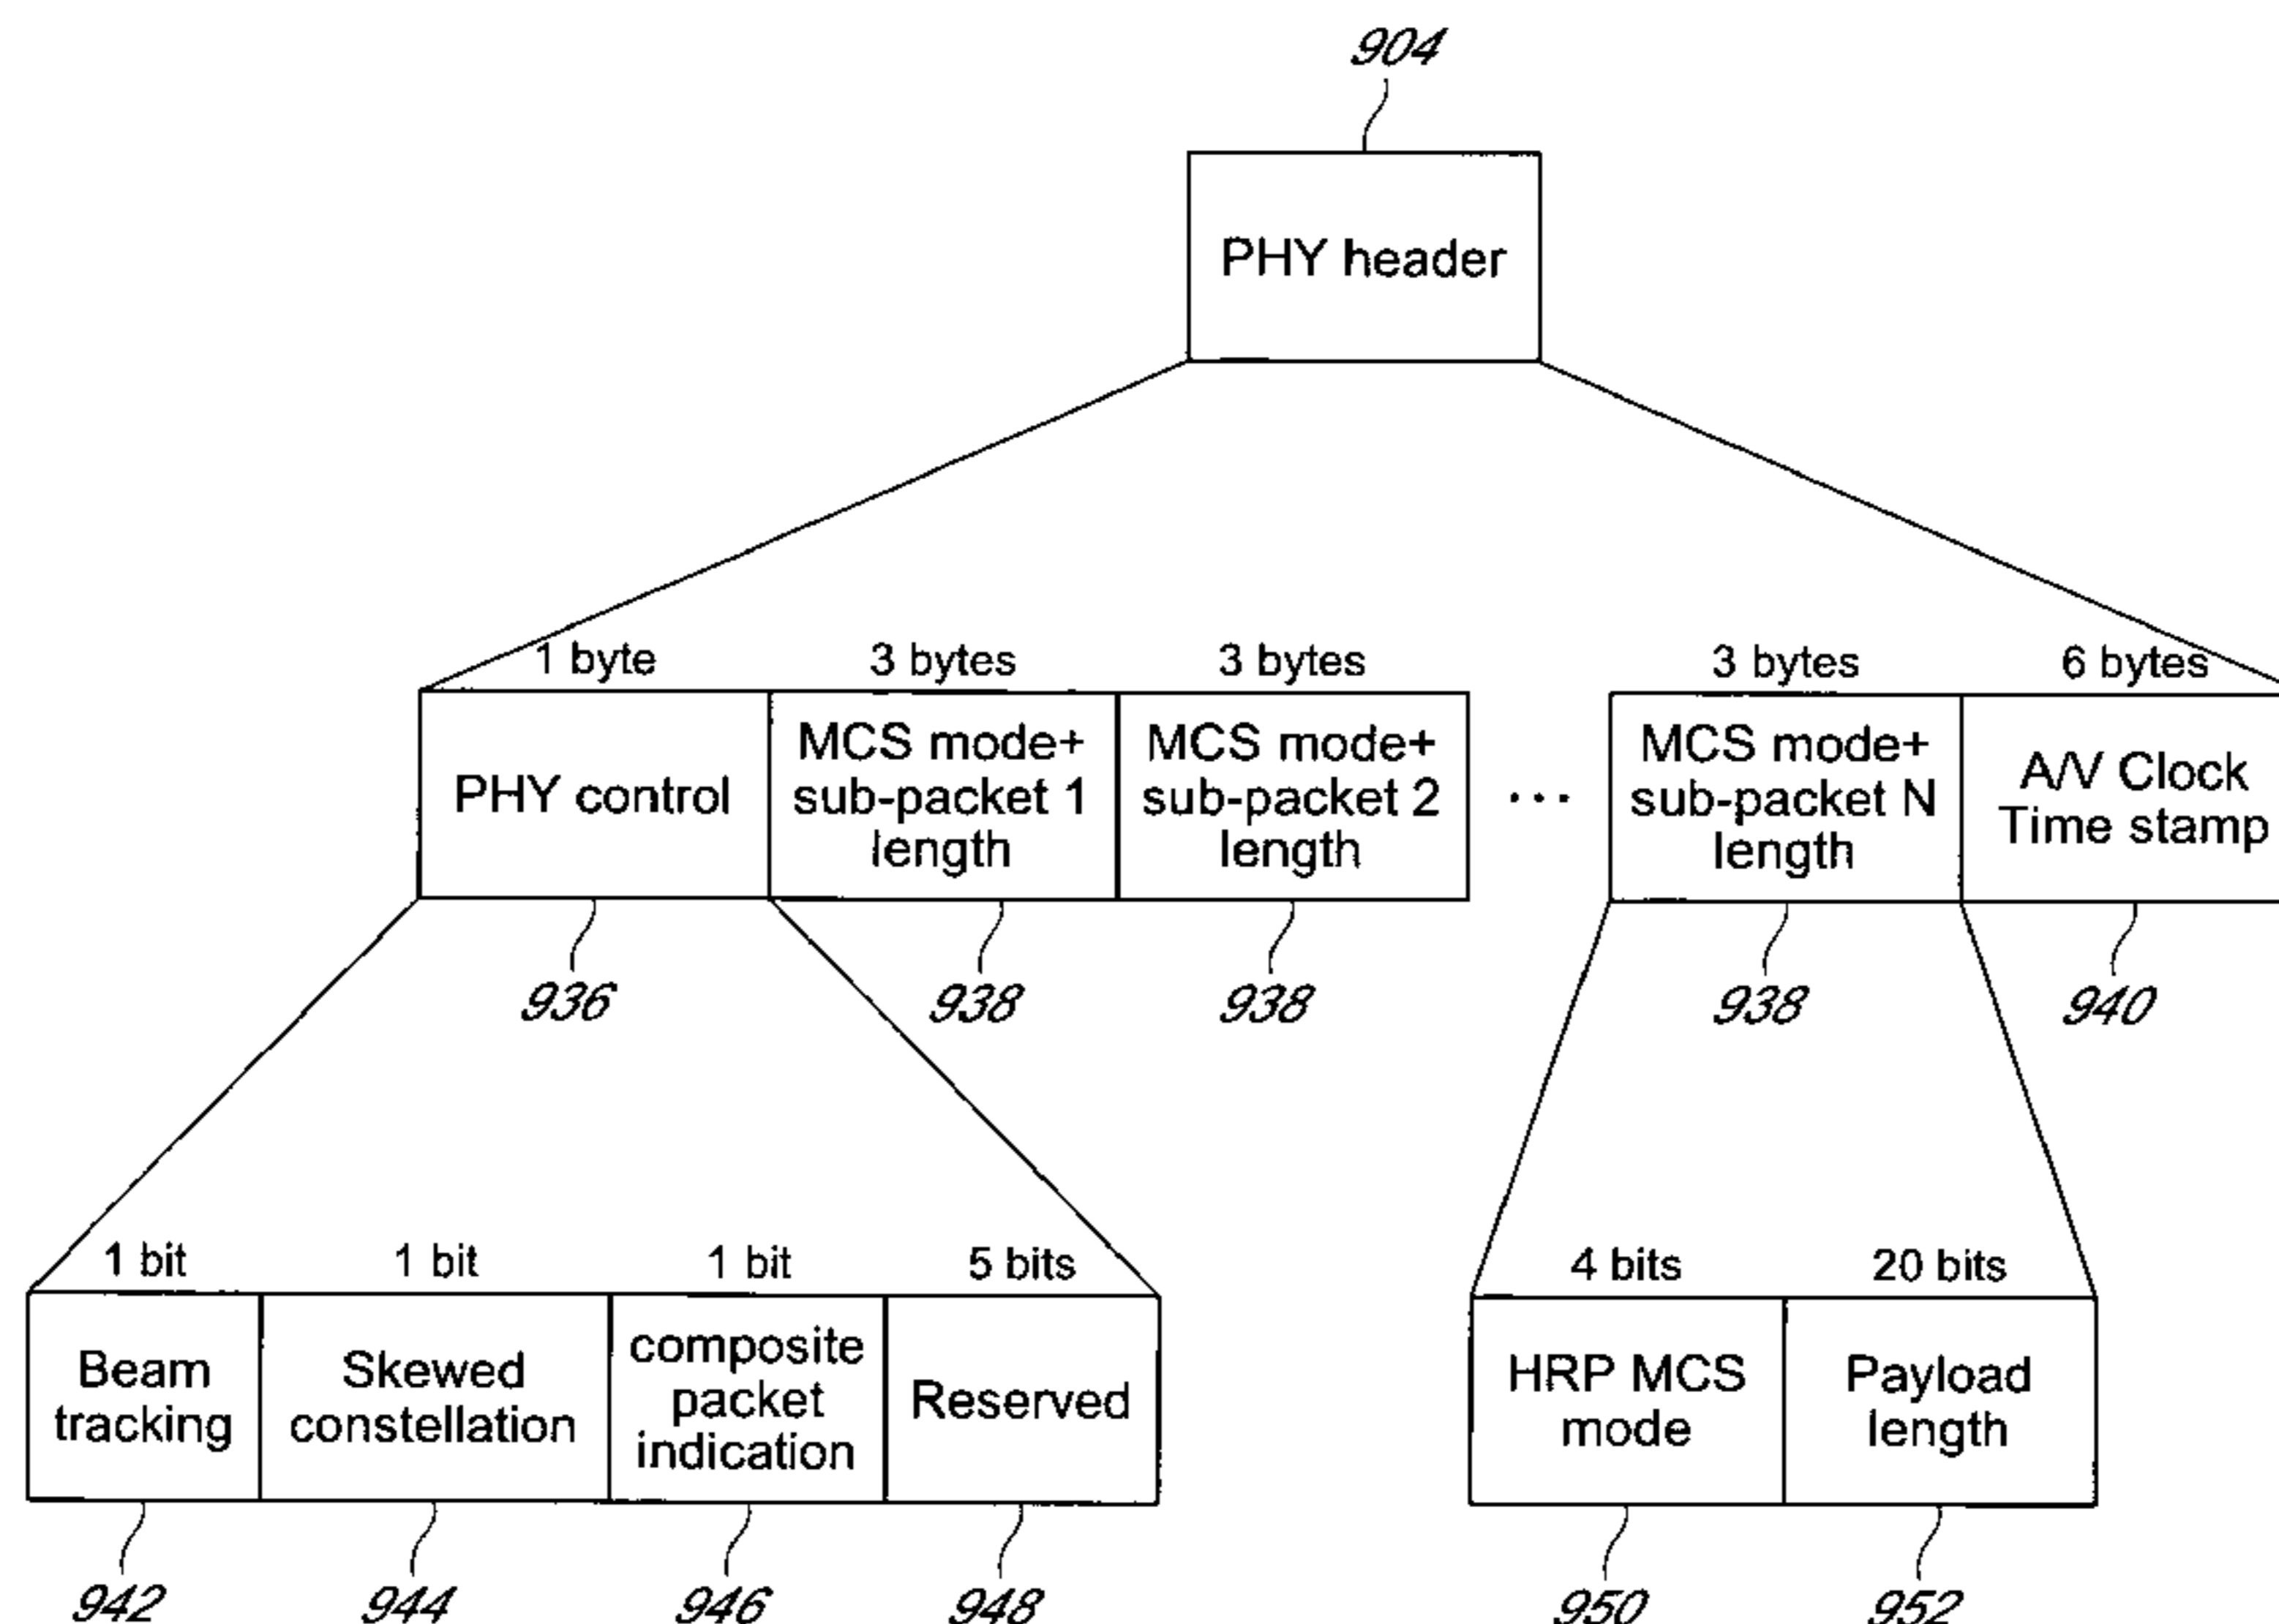 904
PHY header
1 byte
3 bytes
3 bytes
3 bytes
6 bytes
PHY control
MCS mode+
sub-packet 1
length
MCS mode+
sub-packet 2
length
...
MCS mode+
sub-packet N
length
A/V Clock
Time stamp
936
938
938
938
940
1 bit
1 bit
1 bit
5 bits
4 bits
20 bits
Beam
tracking
Skewed
constellation
composite
packet
indication
Reserved
HRP MCS
mode
Payload
length
942
944
946
948
950
952